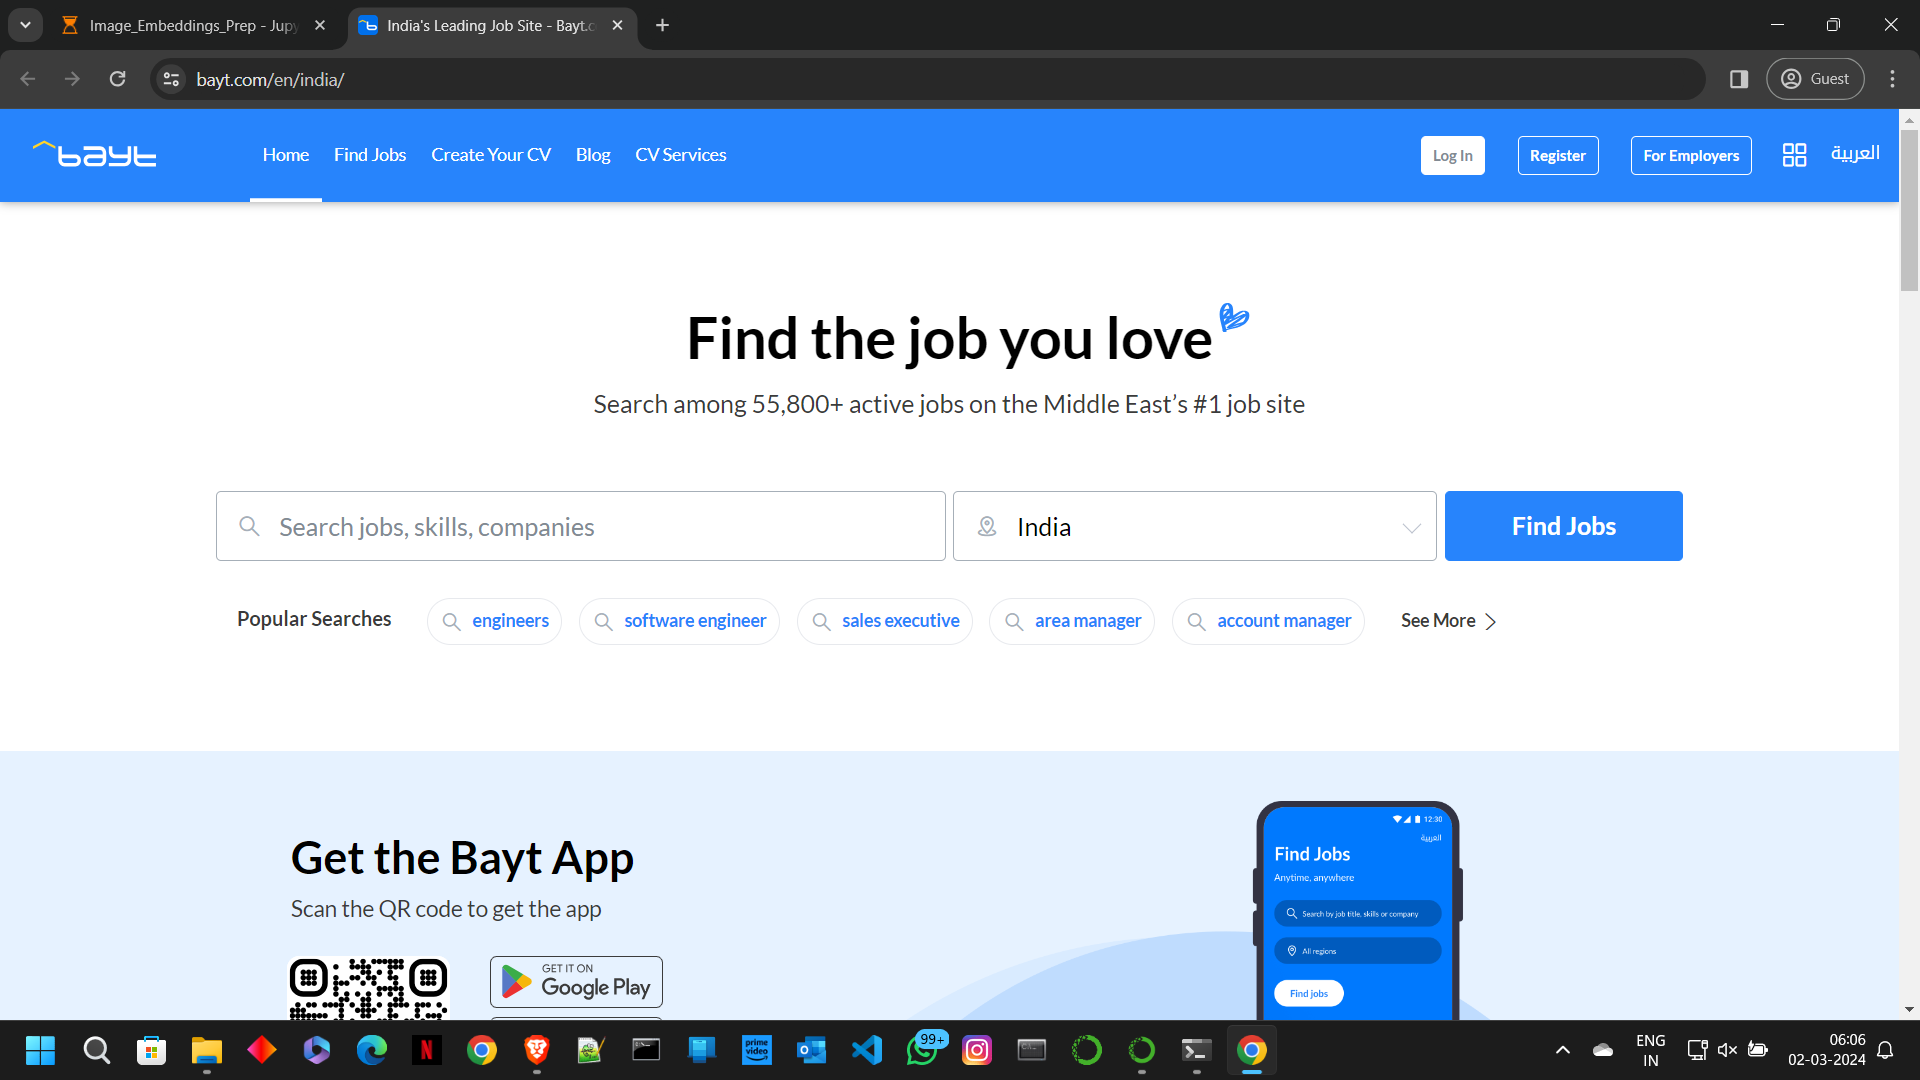 Image_Embeddings_Prep - Jupy
India's Leading Job Site - Bayt.c
bayt.com/en/india/
Guest
bayt
Home
Find Jobs
Create Your CV
Blog
CV Services
Log In
Register
For Employers
العربية
Find the job you love
Search among 55,800+ active jobs on the Middle East’s #1 job site
Search jobs, skills, companies
India
Find Jobs
Popular Searches
engineers
software engineer
sales executive
area manager
account manager
See More
Get the Bayt App
Scan the QR code to get the app
GET IT ON
Google Play
12:30
العربية
Find Jobs
Anytime, anywhere
Search by job title, skills or company
All regions
Find jobs
N
prime
video
99+
ENG
IN
06:06
02-03-2024